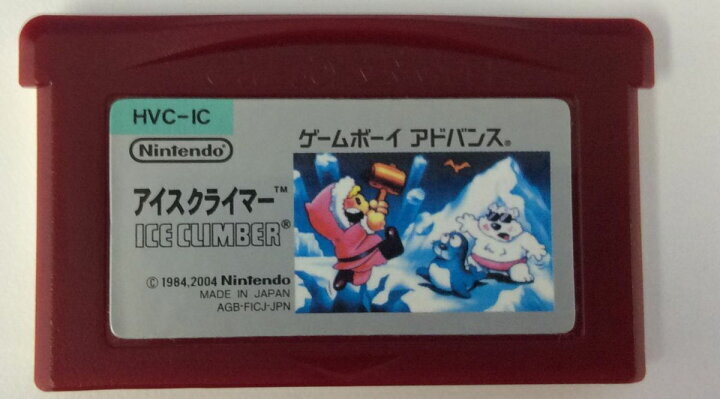 HVC-IC
Nintendo
ゲームボーイ アドバンス®
アイスクライマー™
ICE CLIMBER®
© 1984,2004 Nintendo
MADE IN JAPAN
AGB-FICJ-JPN